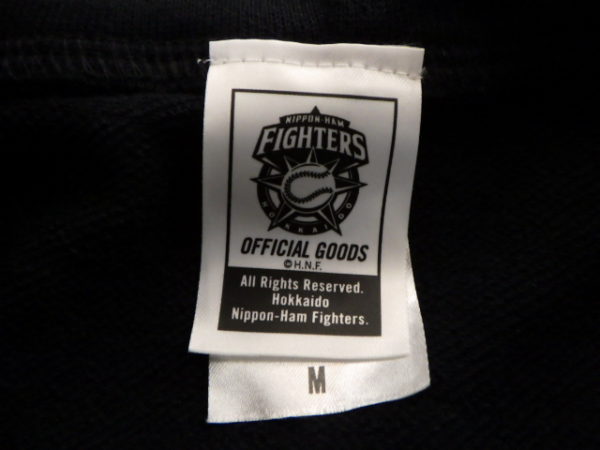 NIPPON-HAM
FIGHTERS
HOKKAIDO
OFFICIAL GOODS
©H.N.F.
All Rights Reserved.
Hokkaido
Nippon-Ham Fighters.
M